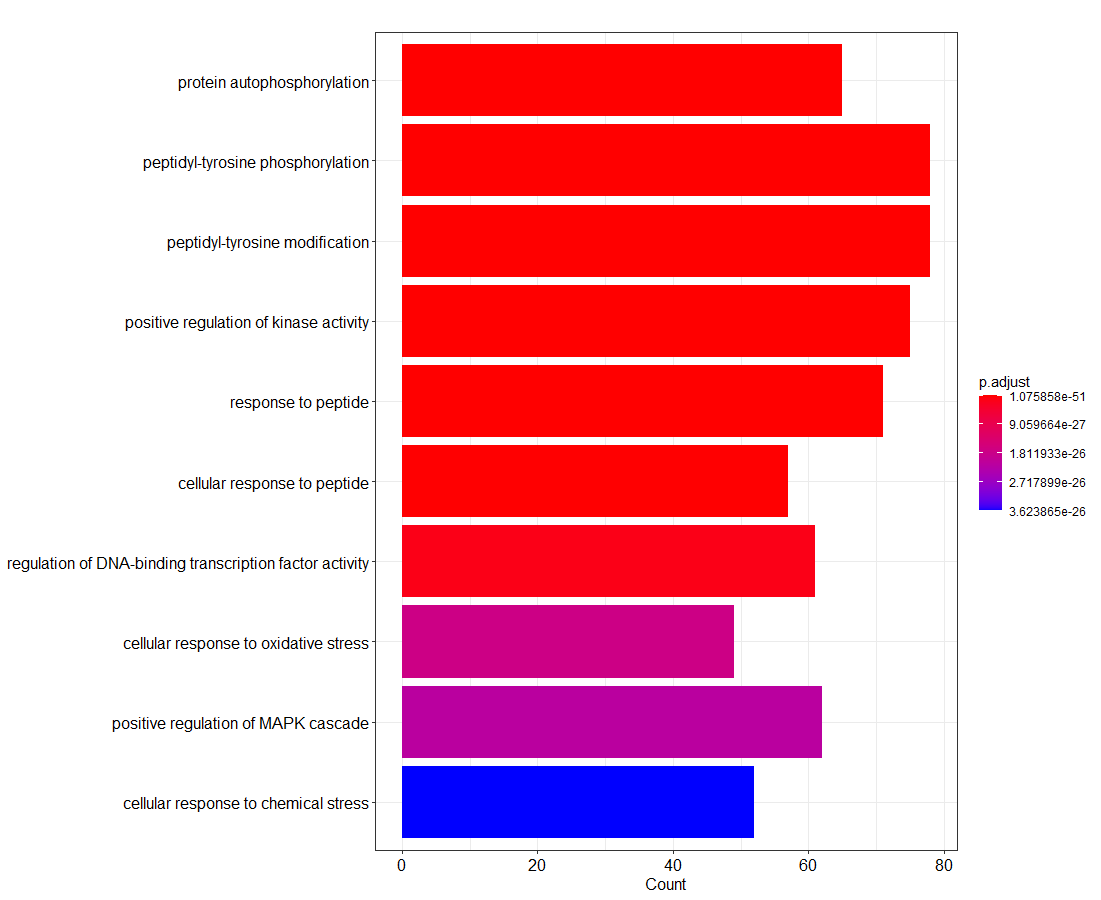 protein autophosphorylation
peptidyl-tyrosine phosphorylation
peptidyl-tyrosine modification
positive regulation of kinase activity
response to peptide
cellular response to peptide
regulation of DNA-binding transcription factor activity
cellular response to oxidative stress
positive regulation of MAPK cascade
cellular response to chemical stress
0 20 40 60 80
Count
p.adjust
1.075858e-51
9.059664e-27
1.811933e-26
2.717899e-26
3.623865e-26